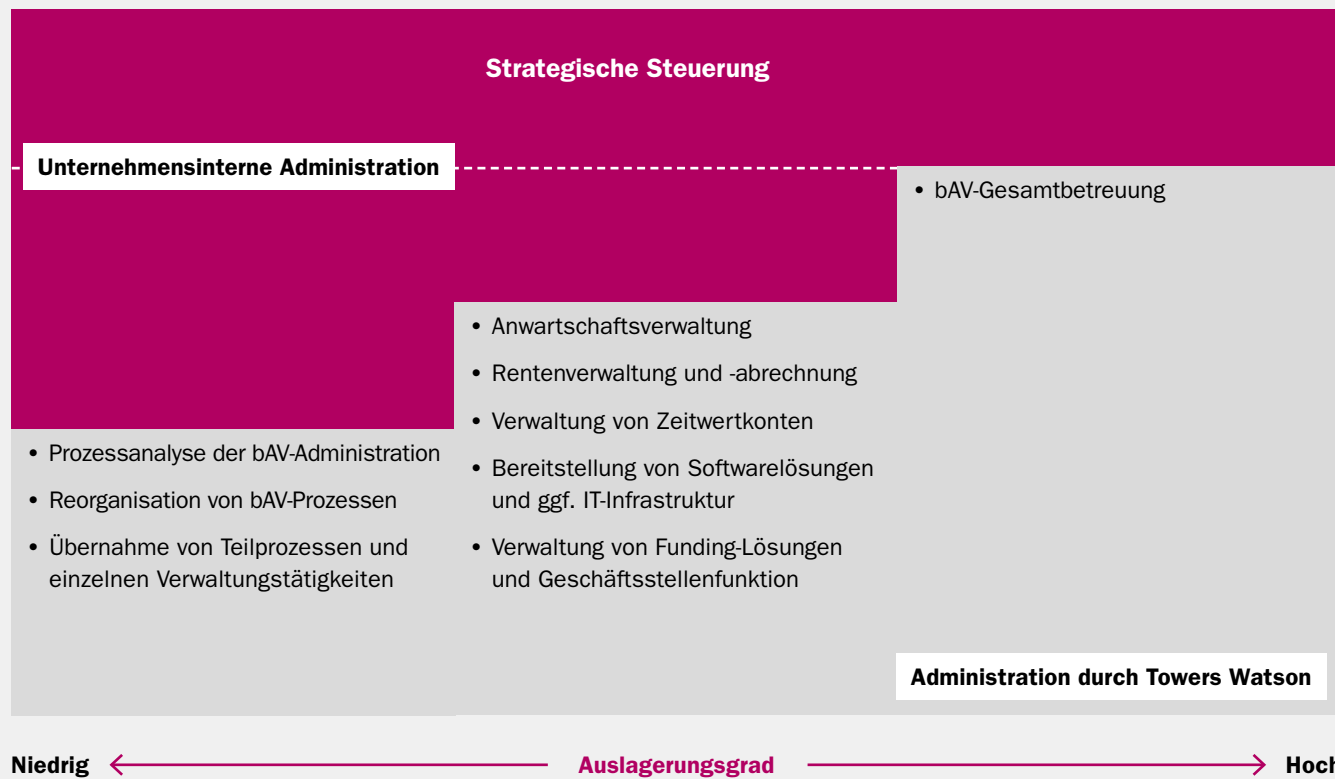 Strategische Steuerung
Unternehmensinterne Administration
• bAV-Gesamtbetreuung
• Anwartschaftsverwaltung
• Rentenverwaltung und -abrechnung
• Verwaltung von Zeitwertkonten
• Bereitstellung von Softwarelösungen
und ggf. IT-Infrastruktur
• Verwaltung von Funding-Lösungen
und Geschäftsstellenfunktion
• Prozessanalyse der bAV-Administration
• Reorganisation von bAV-Prozessen
• Übernahme von Teilprozessen und
einzelnen Verwaltungstätigkeiten
Administration durch Towers Watson
Niedrig Auslagerungsgrad Hoch